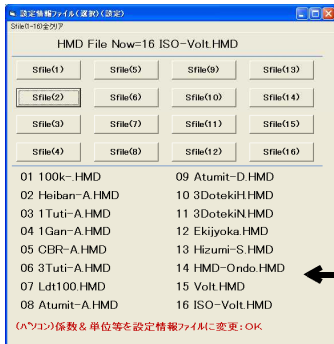 設定情報ファイル(選択)(設定)
Sfile(1-16)全クリア
HMD File Now=16 ISO-Volt.HMD
Sfile(1) Sfile(5) Sfile(9) Sfile(13)
Sfile(2) Sfile(6) Sfile(10) Sfile(14)
Sfile(3) Sfile(7) Sfile(11) Sfile(15)
Sfile(4) Sfile(8) Sfile(12) Sfile(16)
01 100k-.HMD 09 Atumit-D.HMD
02 Heiban-A.HMD 10 3DotekiH.HMD
03 1Tuti-A.HMD 11 3DotekiN.HMD
04 1Gan-A.HMD 12 Ekijyoka.HMD
05 CBR-A.HMD 13 Hizumi-S.HMD
06 3Tuti-A.HMD 14 HMD-Ondo.HMD
07 Ldt100.HMD 15 Volt.HMD
08 Atumit-A.HMD 16 ISO-Volt.HMD
(パソコン)係数&単位等を設定情報ファイルに変更:OK